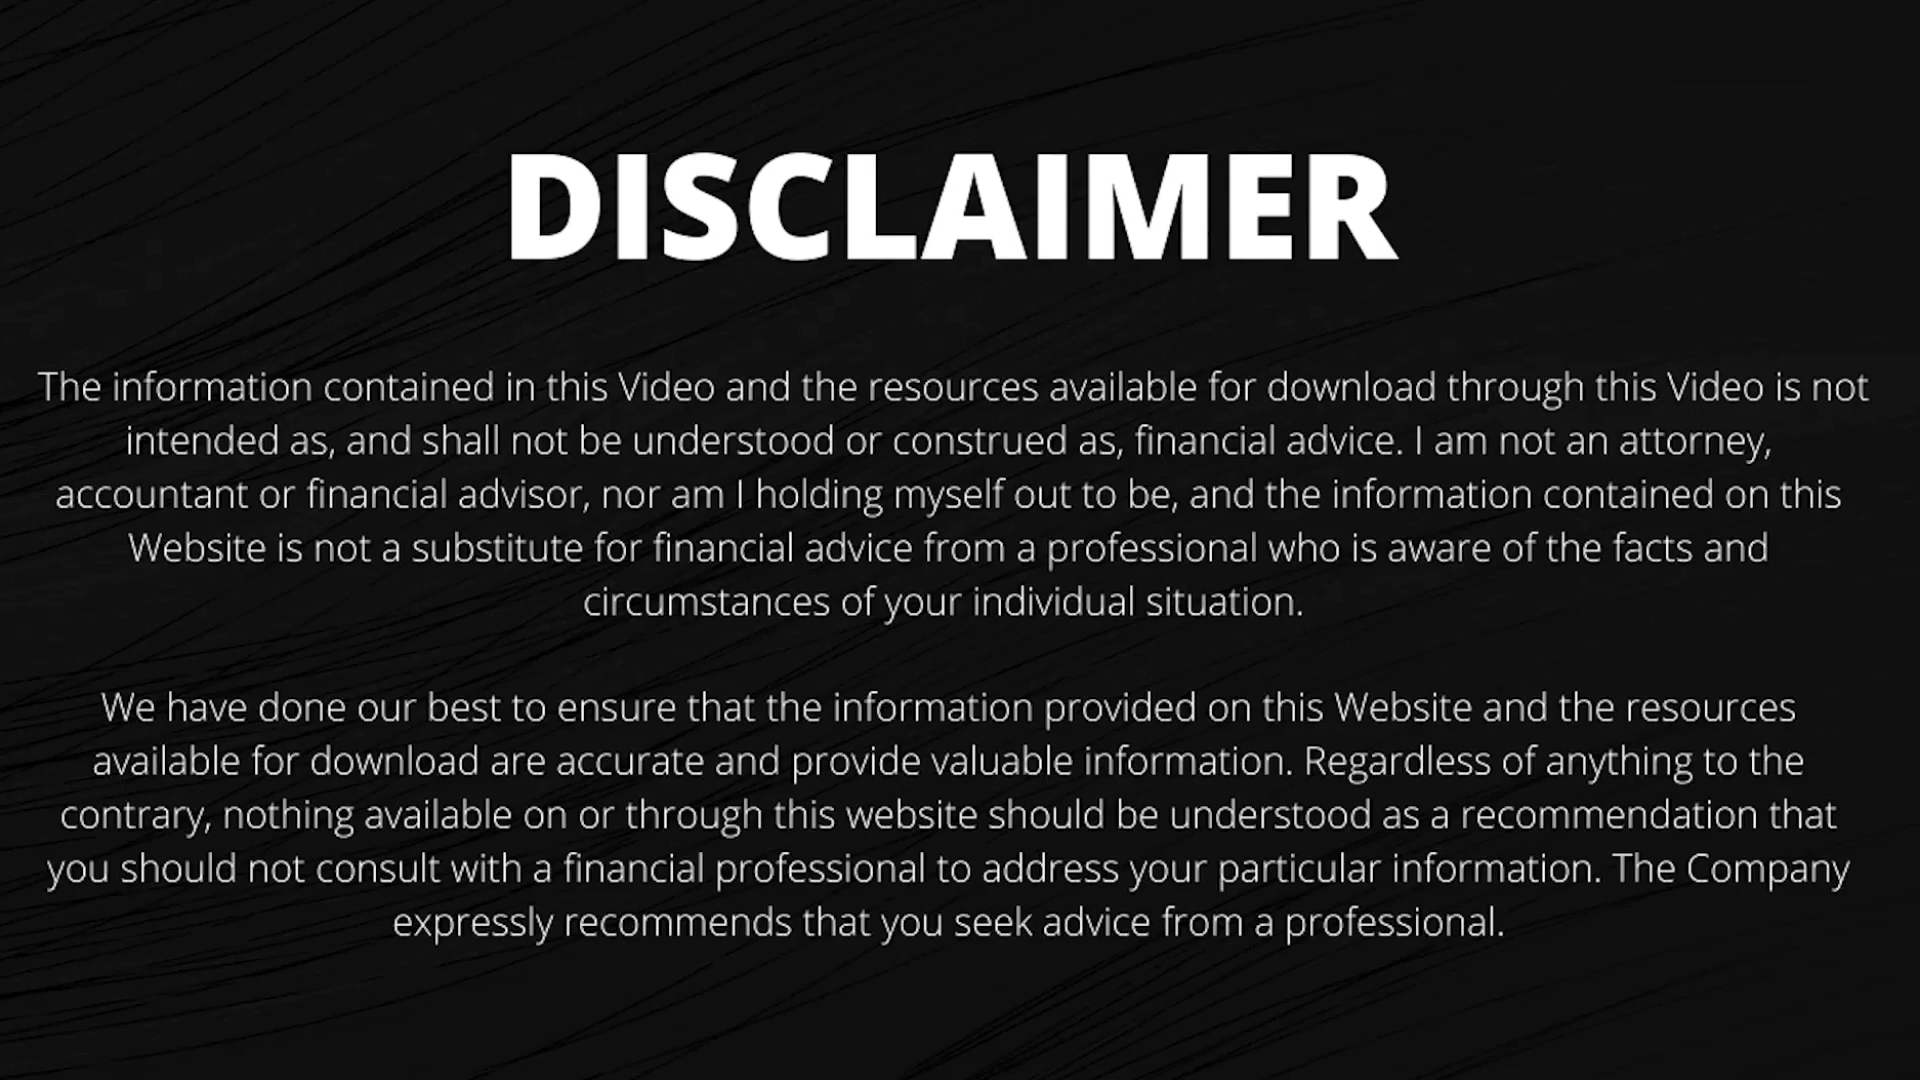 DISCLAIMER
The information contained in this Video and the resources available for download through this Video is not
intended as, and shall not be understood or construed as, financial advice. I am not an attorney,
accountant or financial advisor, nor am I holding myself out to be, and the information contained on this
Website is not a substitute for financial advice from a professional who is aware of the facts and
circumstances of your individual situation.
We have done our best to ensure that the information provided on this Website and the resources
available for download are accurate and provide valuable information. Regardless of anything to the
contrary, nothing available on or through this website should be understood as a recommendation that
you should not consult with a financial professional to address your particular information. The Company
expressly recommends that you seek advice from a professional.